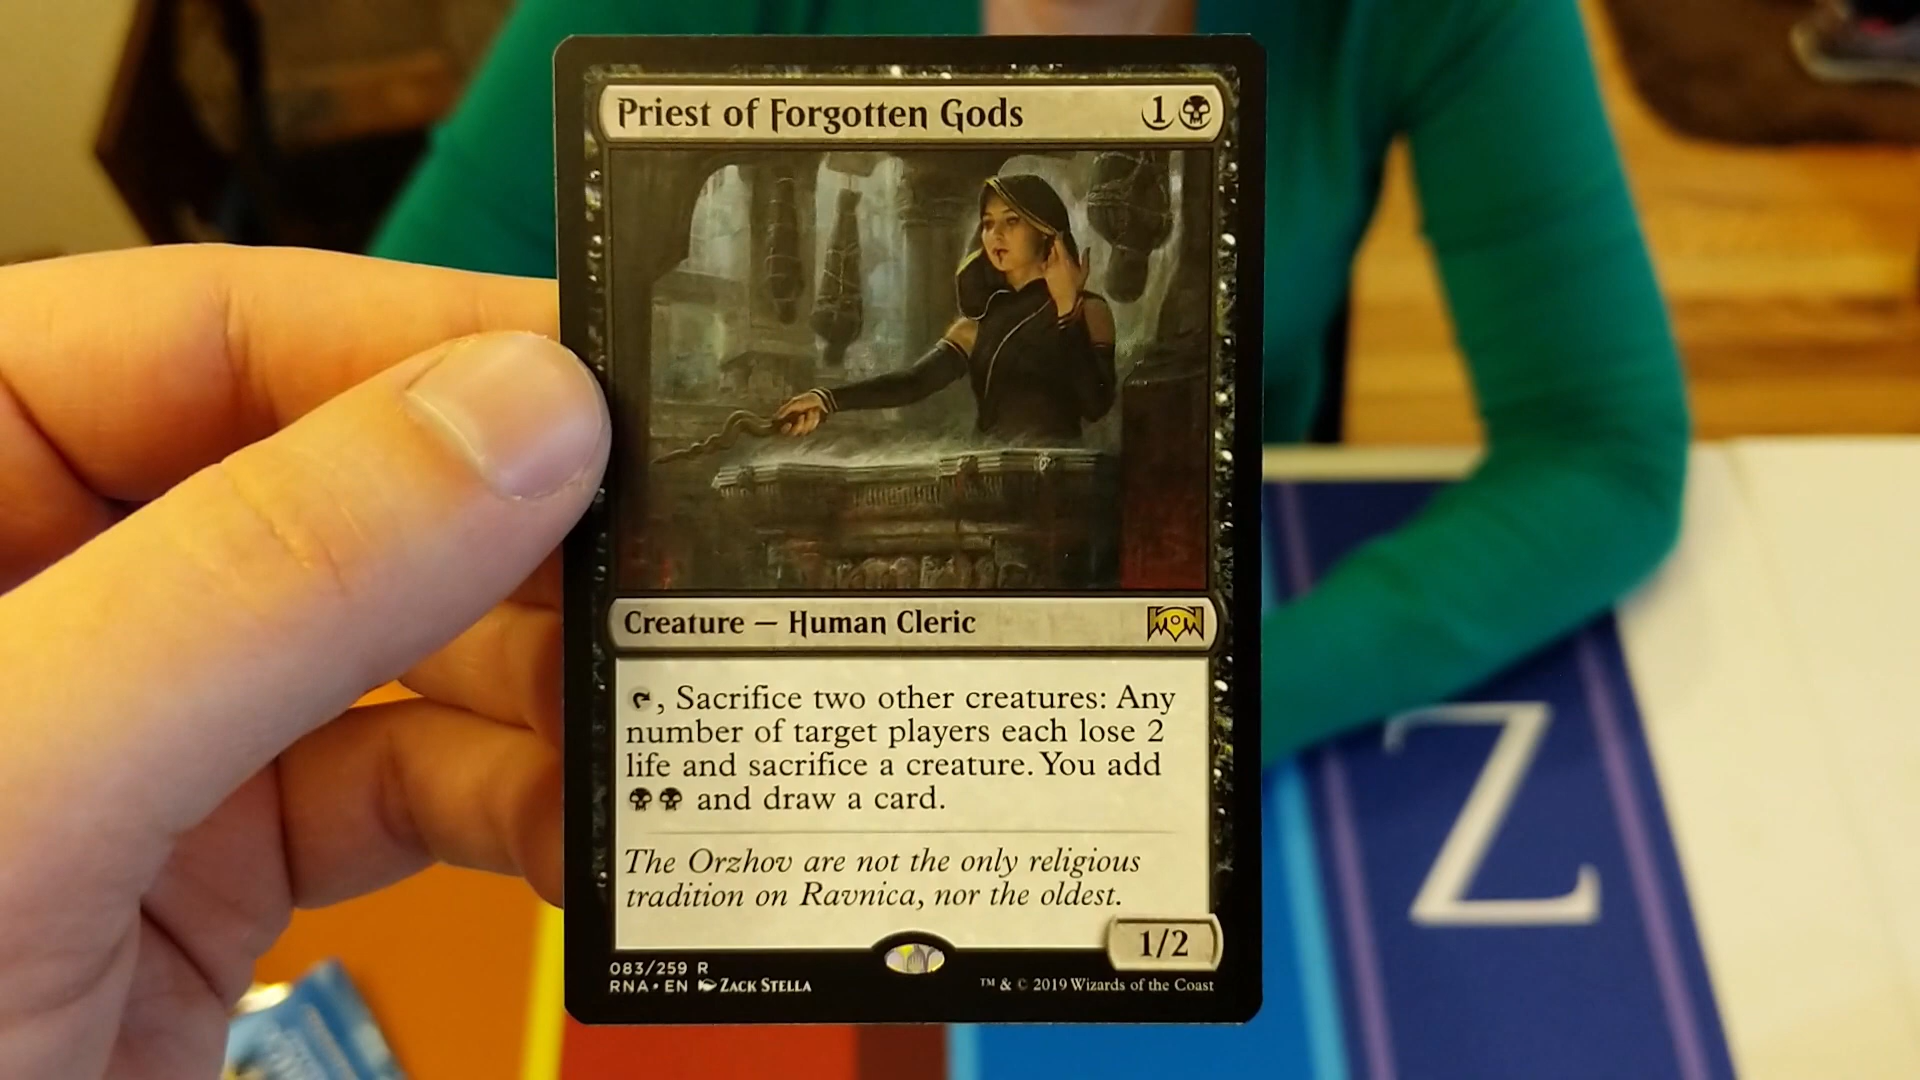 Priest of Forgotten Gods 1
Creature — Human Cleric
, Sacrifice two other creatures: Any
number of target players each lose 2
life and sacrifice a creature. You add
and draw a card.
The Orzhov are not the only religious
tradition on Ravnica, nor the oldest.
1/2
083/259 R
RNA • EN Zack Stella
™ & © 2019 Wizards of the Coast
Z